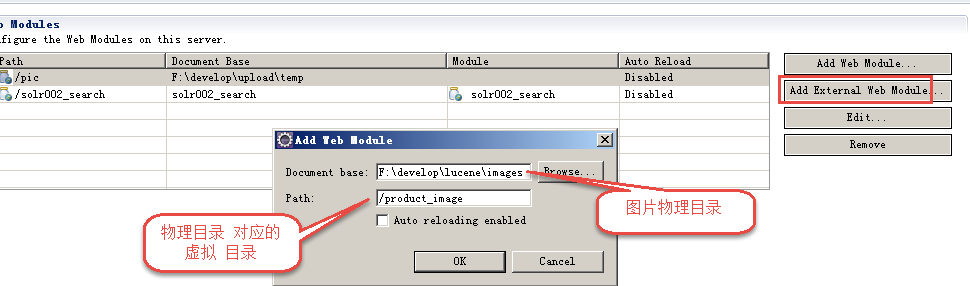 b Modules
nfigure the Web Modules on this server.
Path Document Base Module Auto Reload
/pic F:\develop\upload\temp Disabled
/solr002_search solr002_search solr002_search Disabled
Add Web Module...
Add External Web Module...
Edit...
Remove
Add Web Module
Document base: F:\develop\lucene\images Browse...
Path: /product_image
Auto reloading enabled
OK Cancel
图片物理目录
物理目录 对应的
虚拟 目录